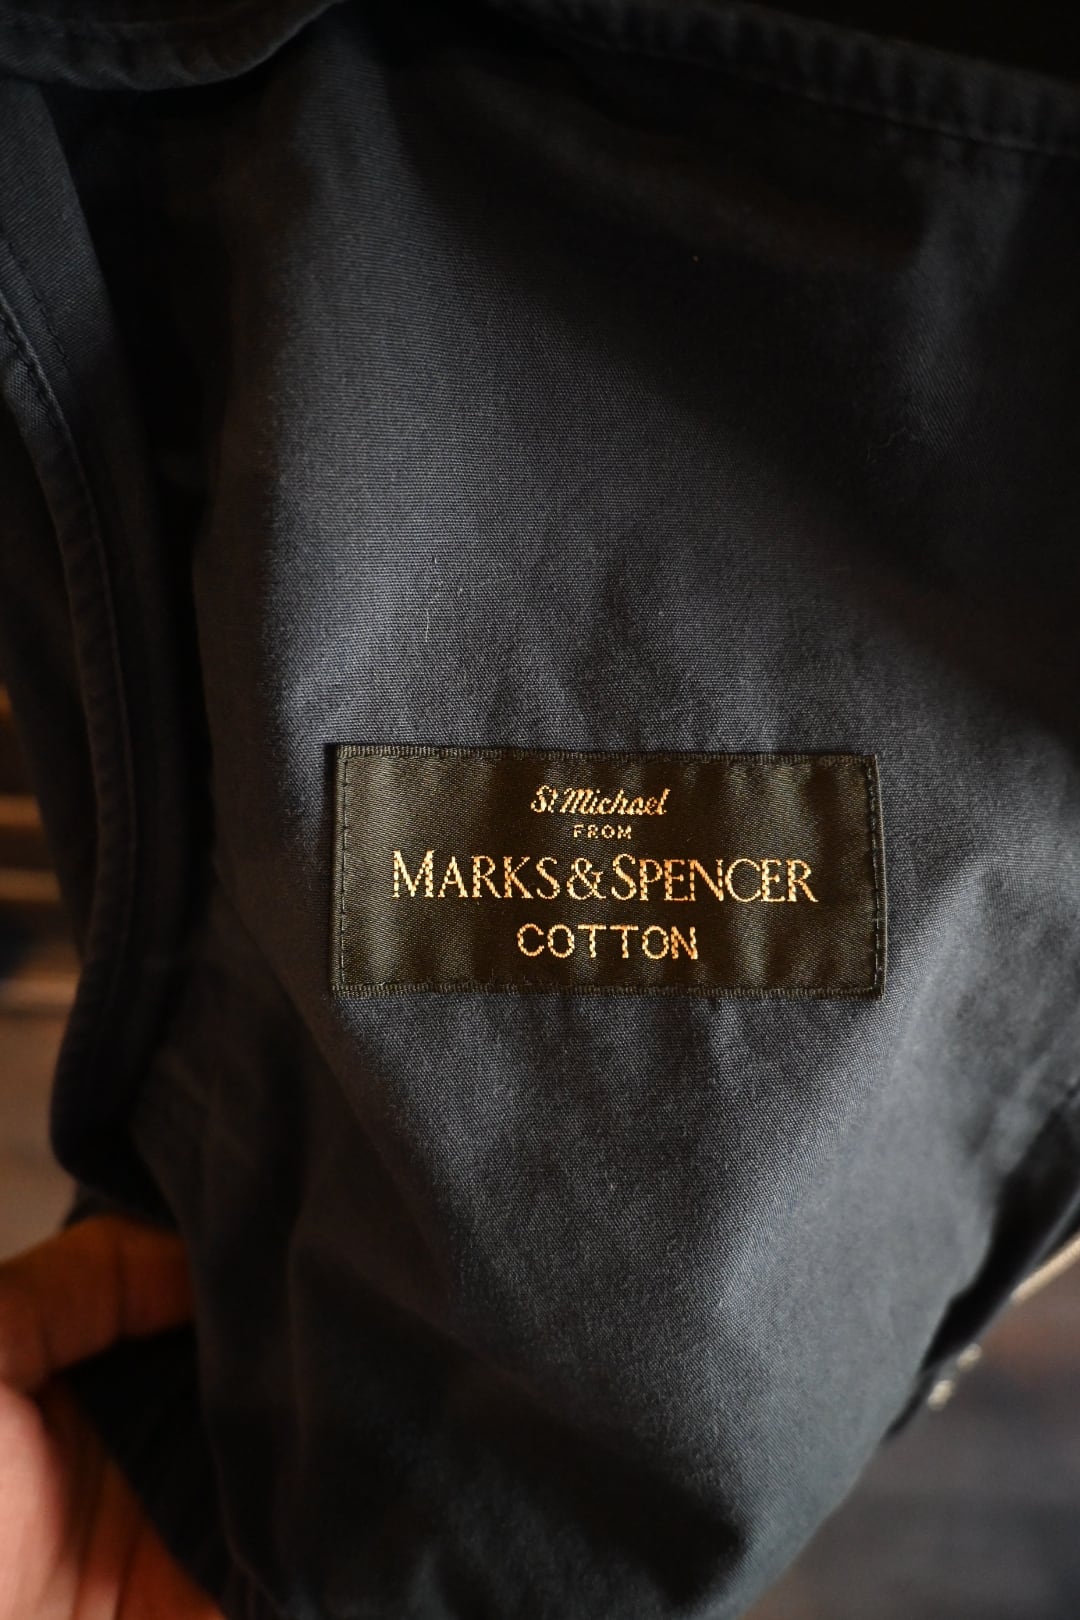 St Michael
FROM
MARKS & SPENCER
COTTON